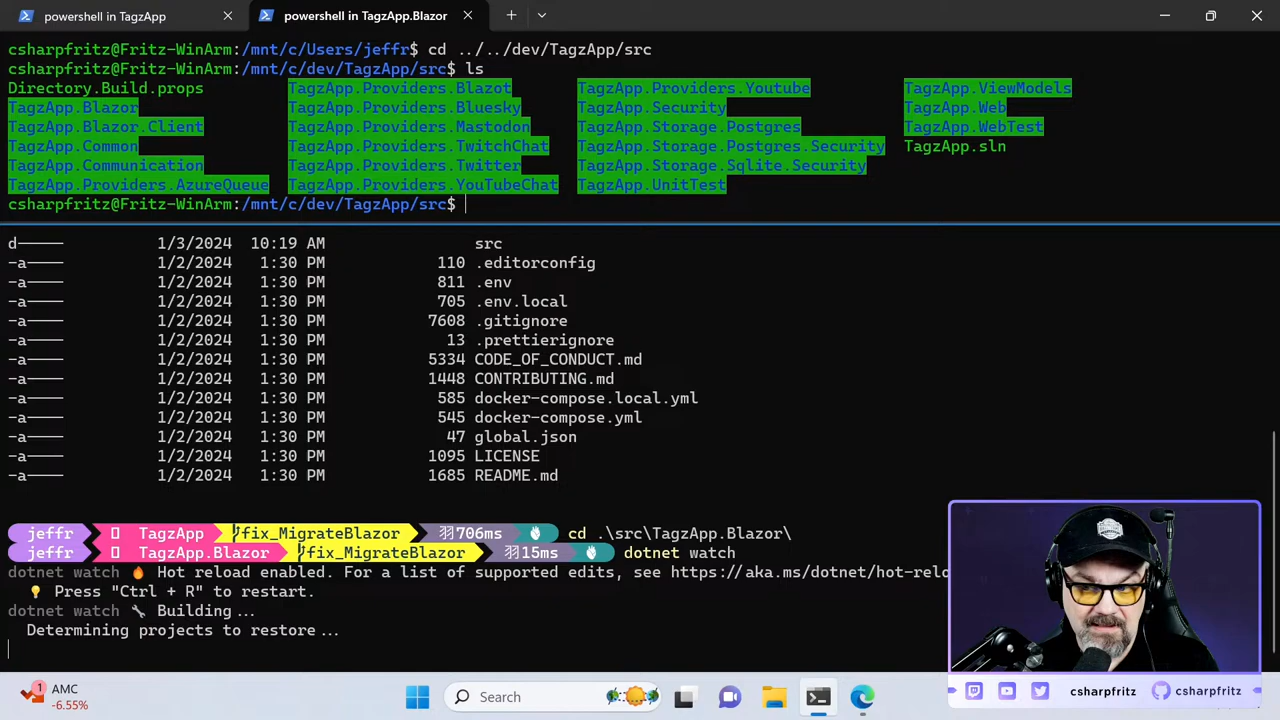 powershell in TagzApp
powershell in TagzApp.Blazor
csharpfritz@Fritz-WinArm:/mnt/c/Users/jeffr$ cd ../../dev/TagzApp/src
csharpfritz@Fritz-WinArm:/mnt/c/dev/TagzApp/src$ ls
Directory.Build.props TagzApp.Providers.Blazot TagzApp.Providers.Youtube TagzApp.ViewModels
TagzApp.Blazor TagzApp.Providers.Bluesky TagzApp.Security TagzApp.Web
TagzApp.Blazor.Client TagzApp.Providers.Mastodon TagzApp.Storage.Postgres TagzApp.WebTest
TagzApp.Common TagzApp.Providers.TwitchChat TagzApp.Storage.Postgres.Security TagzApp.sln
TagzApp.Communication TagzApp.Providers.Twitter TagzApp.Storage.Sqlite.Security
TagzApp.Providers.AzureQueue TagzApp.Providers.YouTubeChat TagzApp.UnitTest
csharpfritz@Fritz-WinArm:/mnt/c/dev/TagzApp/src$
d---- 1/3/2024 10:19 AM src
-a--- 1/2/2024 1:30 PM 110 .editorconfig
-a--- 1/2/2024 1:30 PM 811 .env
-a--- 1/2/2024 1:30 PM 705 .env.local
-a--- 1/2/2024 1:30 PM 7608 .gitignore
-a--- 1/2/2024 1:30 PM 13 .prettierignore
-a--- 1/2/2024 1:30 PM 5334 CODE_OF_CONDUCT.md
-a--- 1/2/2024 1:30 PM 1448 CONTRIBUTING.md
-a--- 1/2/2024 1:30 PM 585 docker-compose.local.yml
-a--- 1/2/2024 1:30 PM 545 docker-compose.yml
-a--- 1/2/2024 1:30 PM 47 global.json
-a--- 1/2/2024 1:30 PM 1095 LICENSE
-a--- 1/2/2024 1:30 PM 1685 README.md
jeffr TagzApp fix_MigrateBlazor 706ms cd .\src\TagzApp.Blazor\
jeffr TagzApp.Blazor fix_MigrateBlazor 15ms dotnet watch
dotnet watch 🔥 Hot reload enabled. For a list of supported edits, see https://aka.ms/dotnet/hot-relo
💡 Press "Ctrl + R" to restart.
dotnet watch 🔧 Building...
Determining projects to restore...
1 AMC
-6.55%
Search
csharpfritz
csharpfritz